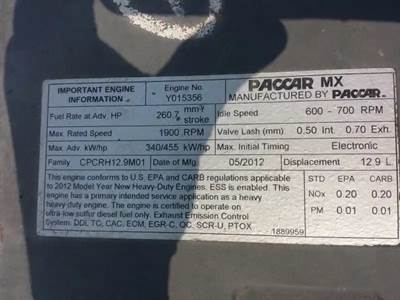 IMPORTANT ENGINE INFORMATION
Engine No. Y015356
PACCAR MX
MANUFACTURED BY PACCAR
Fuel Rate at Adv. HP 260.7 mm³/stroke
Idle Speed 600 - 700 RPM
Max. Rated Speed 1900 RPM
Valve Lash (mm) 0.50 Int 0.70 Exh.
Max. Adv. kW/hp 340/455 kW/hp
Max. Initial Timing Electronic
Family CPCRH12.9M01
Date of Mfg. 05/2012
12.9 L
This engine conforms to U.S EPA and CARB regulations applicable
to 2012 Model Year New Heavy-Duty Engines. ESS is enabled. This
engine has a primary intended service application as a heavy
heavy-duty engine. This engine is certified to operate on
ultra-low sulfur diesel fuel only. Exhaust Emission Control
System: DDI, TC, CAC, ECM, EGR-C, OC, SCR-U, PTOX
1889959
STD EPA CARB
NOx 0.20 0.20
PM 0.01 0.01